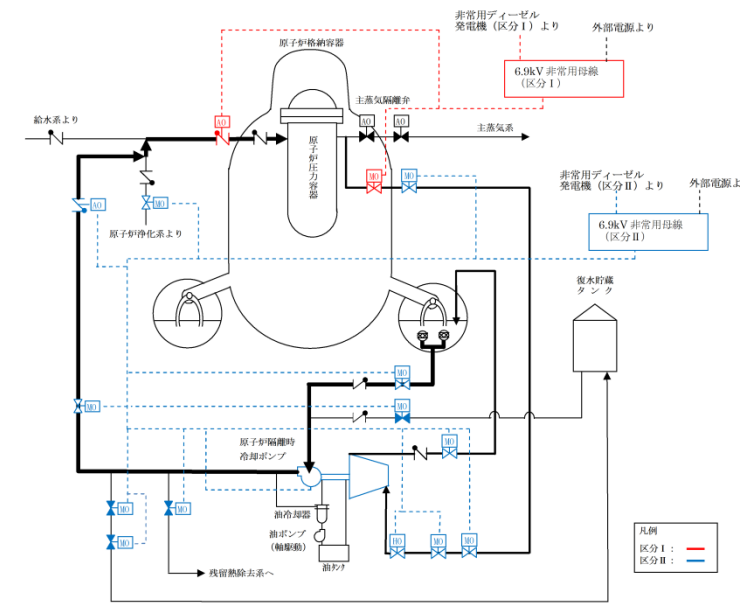 非常用ディーゼル
発電機（区分Ⅰ）より
外部電源より
原子炉格納容器
6.9kV 非常用母線
（区分Ⅰ）
主蒸気隔離弁
AO
AO
AO
給水系より
主蒸気系
原子炉圧力容器
MO
MO
非常用ディーゼル
発電機（区分Ⅱ）より
外部電源よ
AO
MO
原子炉浄化系より
6.9kV 非常用母線
（区分Ⅱ）
復水貯蔵
タンク
MO
MO
MO
原子炉隔離時
冷却ポンプ
MO
MO
MO
油冷却器
油ポンプ
（軸駆動）
MO
HO
MO
MO
油タンク
残留熱除去系へ
凡例
区分Ⅰ：
区分Ⅱ：